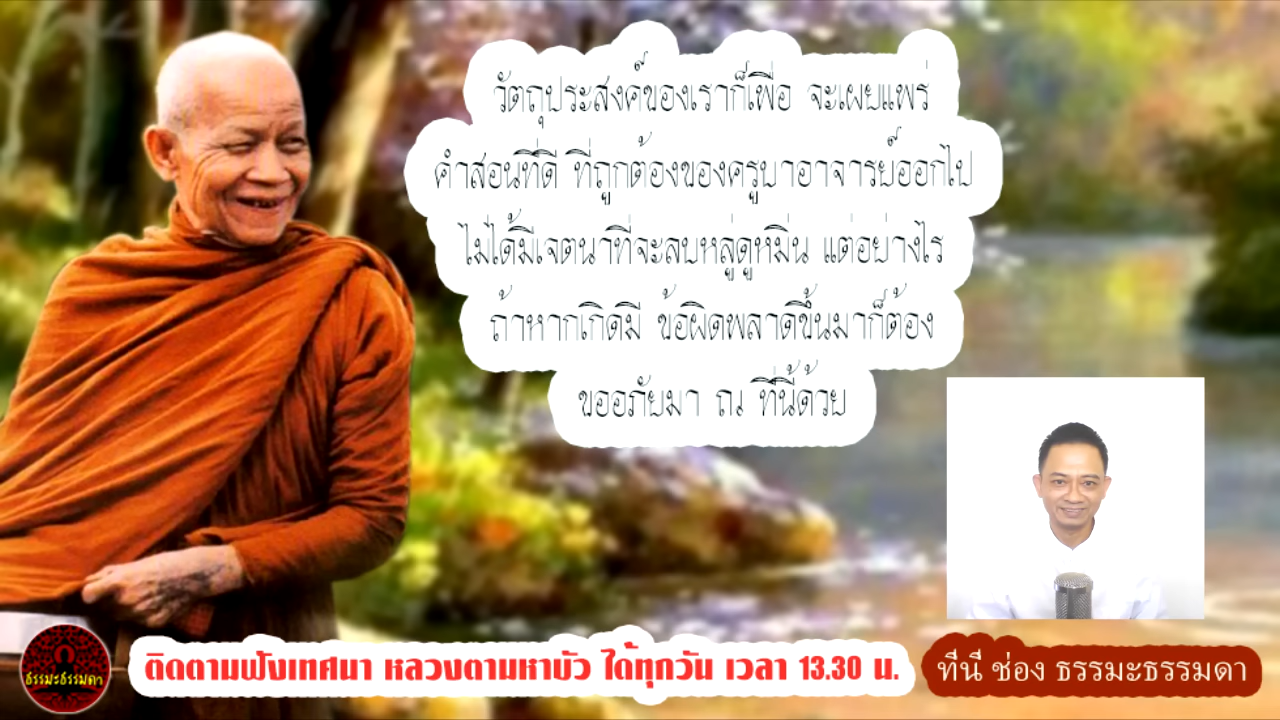 วัตถุประสงค์ของเราก็เพื่อ จะเผยแพร่
คำสอนที่ดี ที่ถูกต้องของครูบาอาจารย์ออกไป
ไม่ได้มีเจตนาที่จะลบหลู่ดูหมิ่น แต่อย่างไร
ถ้าหากเกิดมี ข้อผิดพลาดขึ้นมาก็ต้อง
ขออภัยมา ณ ที่นี้ด้วย
ธรรมะธรรมดา
ติดตามฟังเทศนา หลวงตามหาบัว ได้ทุกวัน เวลา 13.30 น.
ที่นี่ ช่อง ธรรมะธรรมดา